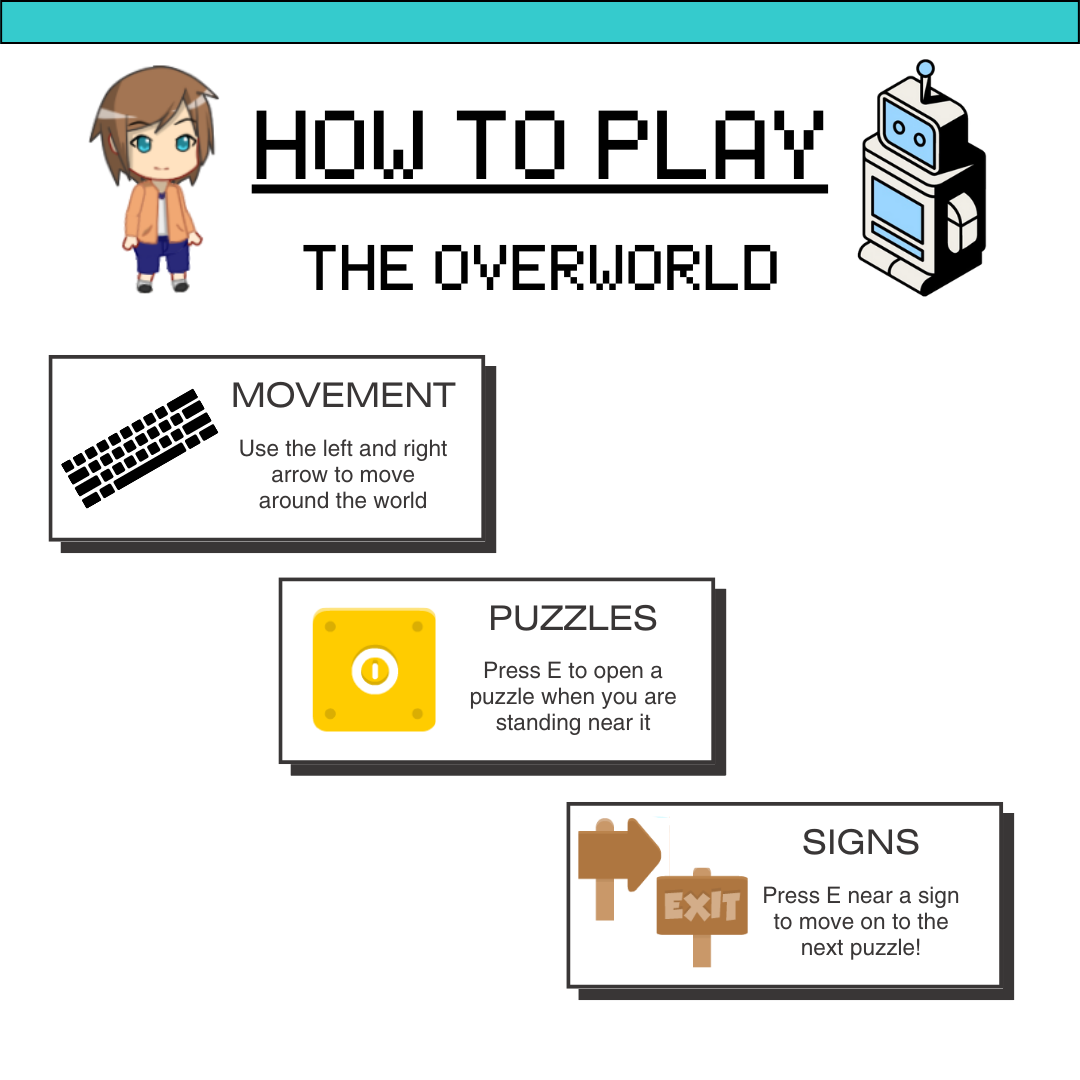 HOW TO PLAY
THE OVERWORLD
MOVEMENT
Use the left and right
arrow to move
around the world
PUZZLES
Press E to open a
puzzle when you are
standing near it
EXIT
SIGNS
Press E near a sign
to move on to the
next puzzle!